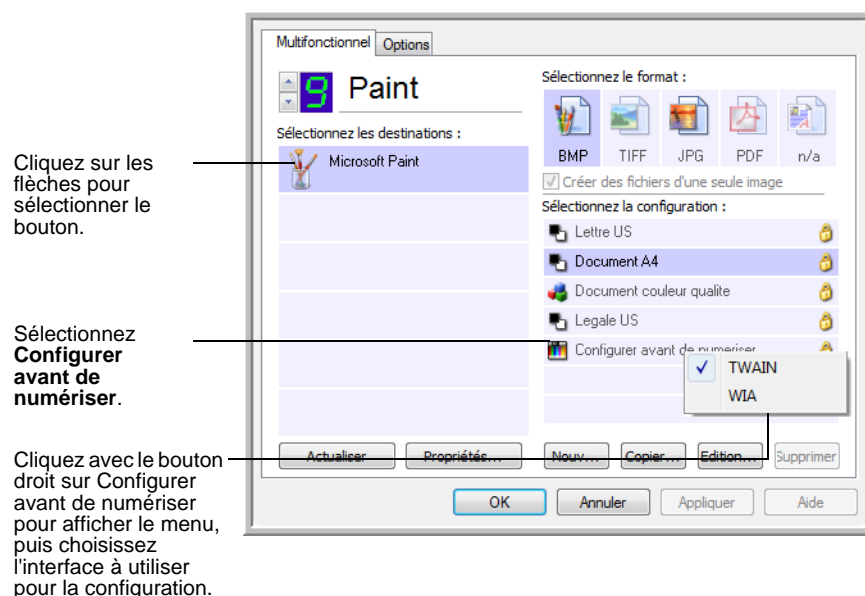 Multifonctionnel
Options
9
Paint
Sélectionnez les destinations :
Microsoft Paint
Sélectionnez le format :
BMP
TIFF
JPG
PDF
n/a
Créer des fichiers d'une seule image
Sélectionnez la configuration :
Lettre US
Document A4
Document couleur qualite
Legale US
Configurer avant de numeriser
TWAIN
WIA
Actualiser
Propriétés...
Nouv...
Copier...
Edition...
Supprimer
OK
Annuler
Appliquer
Aide
Cliquez sur les
flèches pour
sélectionner le
bouton.
Sélectionnez
Configurer
avant de
numériser.
Cliquez avec le bouton
droit sur Configurer
avant de numériser
pour afficher le menu,
puis choisissez
l'interface à utiliser
pour la configuration.